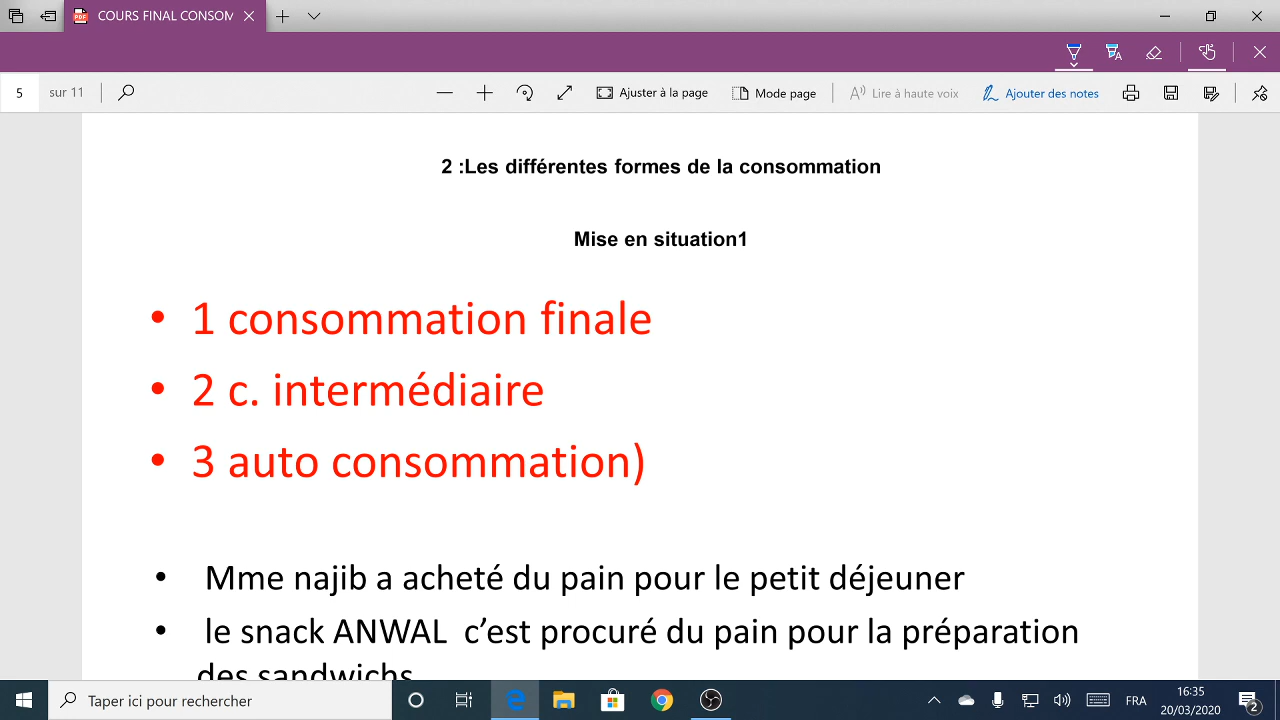 COURS FINAL CONSOM
5 sur 11
Ajuster à la page
Mode page
Lire à haute voix
Ajouter des notes
2 :Les différentes formes de la consommation
Mise en situation1
• 1 consommation finale
• 2 c. intermédiaire
• 3 auto consommation)
• Mme najib a acheté du pain pour le petit déjeuner
• le snack ANWAL c’est procuré du pain pour la préparation
des sandwichs
Taper ici pour rechercher
FRA
16:35
20/03/2020
2